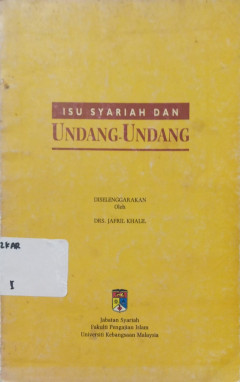 ISU SYARIAH DAN
UNDANG-UNDANG
DISELENGGARAKAN
Oleh
DRS. JAFRIL KHALIL
I
Jabatan Syariah
Fakulti Pengajian Islam
Universiti Kebangsaan Malaysia